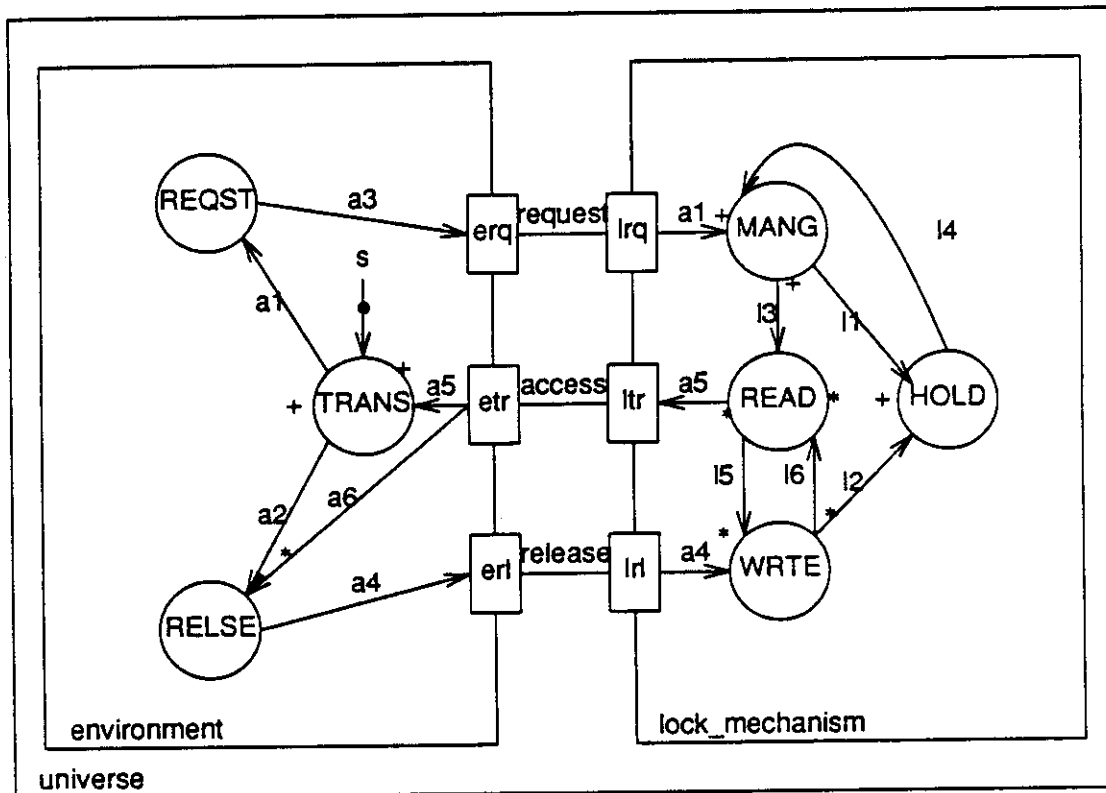 REQST
a3
erq
request
lrq
a1
+
MANG
+
l4
s
a1
l3
l1
+
TRANS
+
a5
etr
access
ltr
a5
READ
*
*
+
HOLD
a2
a6
*
l5
l6
l2
*
*
RELSE
a4
erl
release
lrl
a4
WRTE
environment
lock_mechanism
universe